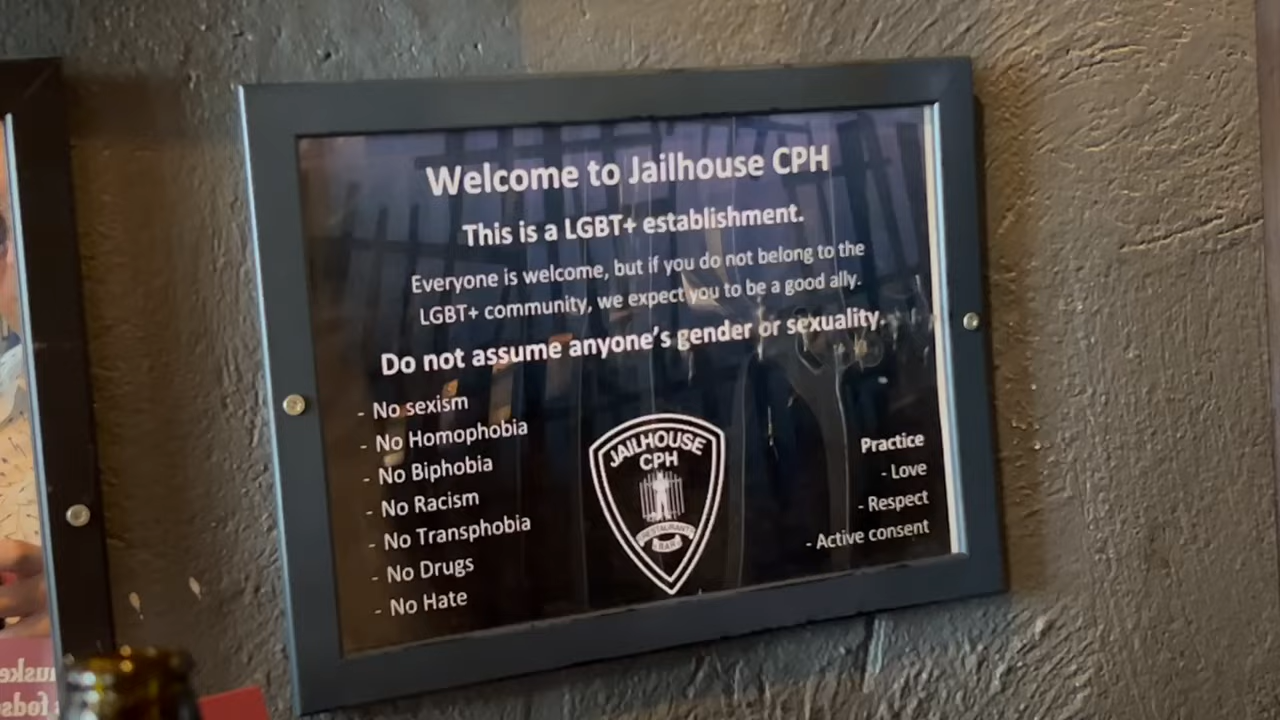 Welcome to Jailhouse CPH
This is a LGBT+ establishment.
Everyone is welcome, but if you do not belong to the
LGBT+ community, we expect you to be a good ally.
Do not assume anyone's gender or sexuality.
- No sexism
- No Homophobia
- No Biphobia
- No Racism
- No Transphobia
- No Drugs
- No Hate
JAILHOUSE
CPH
RESTAURANT
BAR
Practice
- Love
- Respect
- Active consent